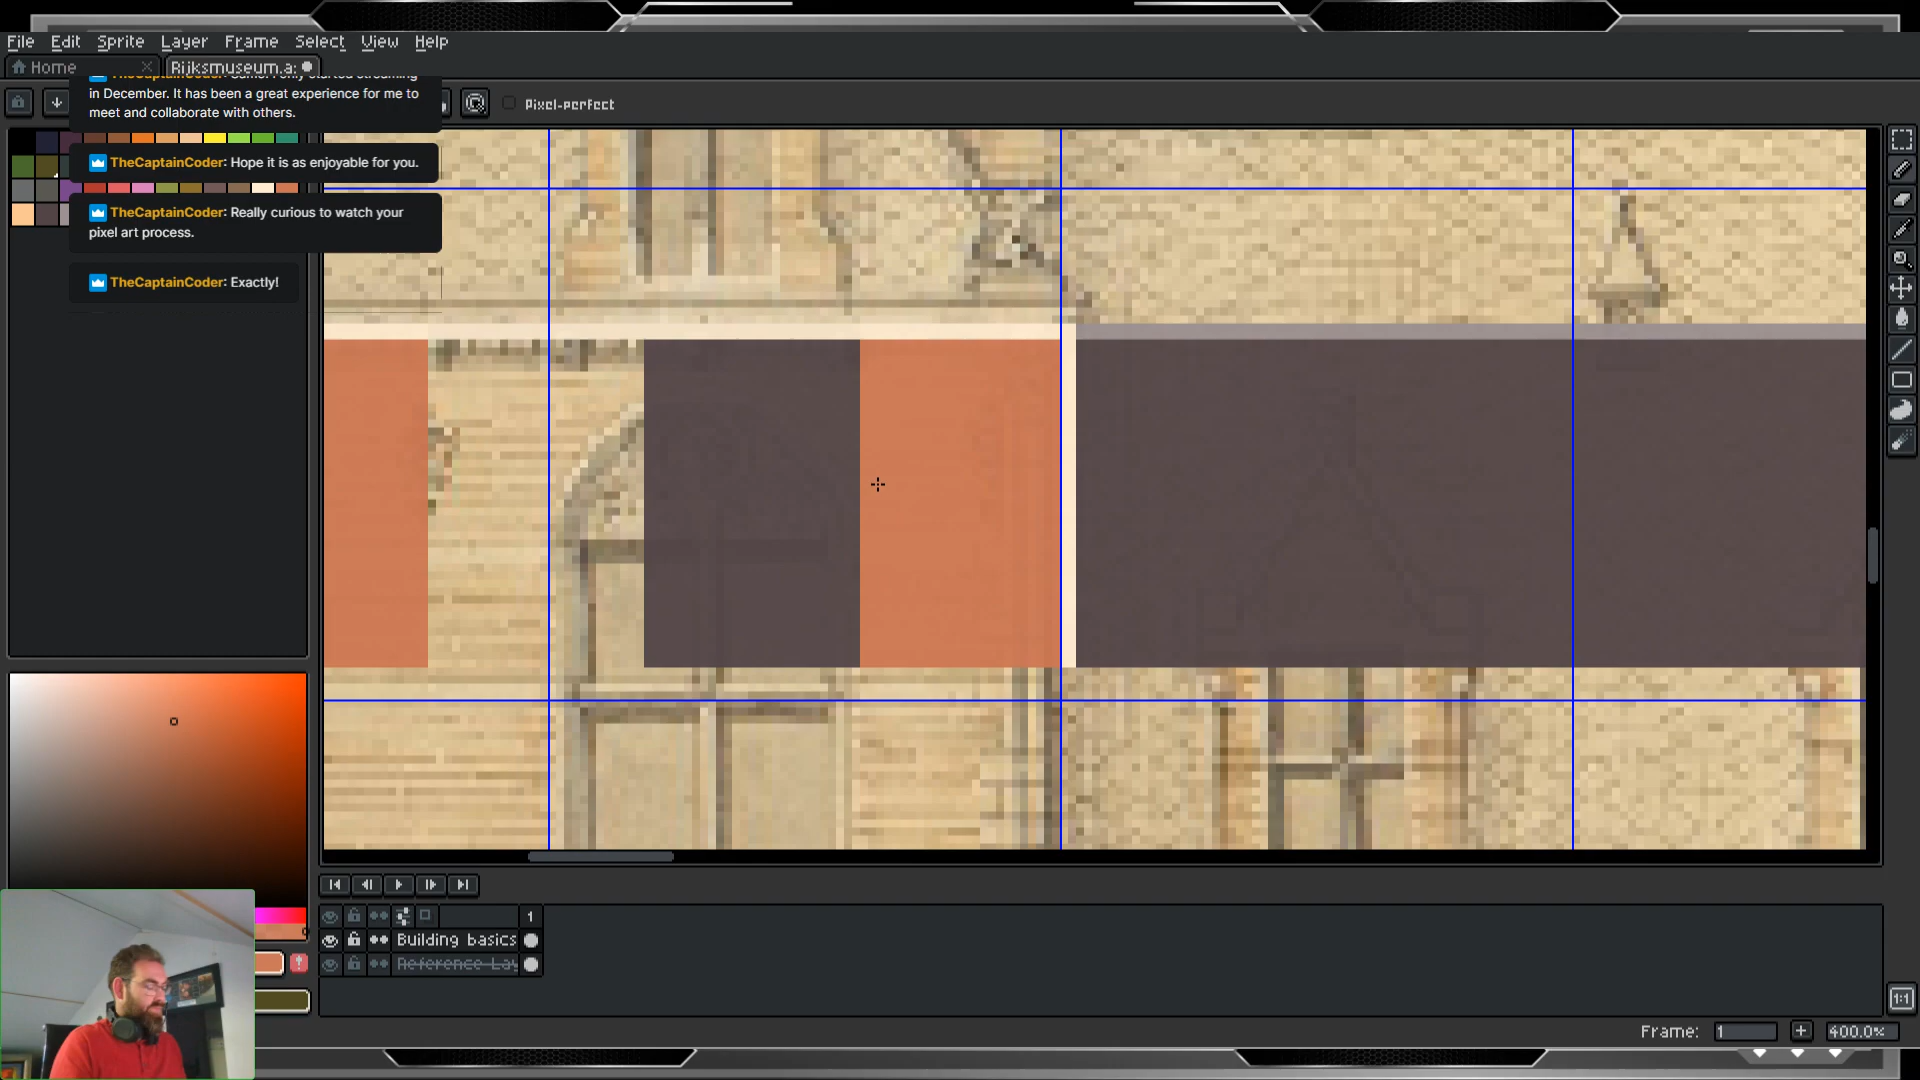 File Edit Sprite Layer Frame Select View Help
Home
Rijksmuseum.a
Pixel-perfect
in December. It has been a great experience for me to
meet and collaborate with others.
TheCaptainCoder: Hope it is as enjoyable for you.
TheCaptainCoder: Really curious to watch your
pixel art process.
TheCaptainCoder: Exactly!
1
Building basics
Reference Lay
1:1
Frame: 1 + 400.0%